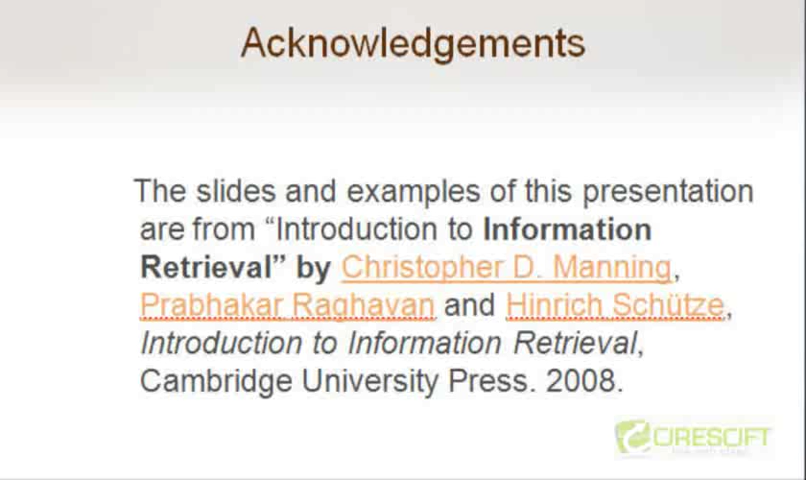 Acknowledgements
The slides and examples of this presentation
are from “Introduction to Information
Retrieval” by Christopher D. Manning,
Prabhakar Raghavan and Hinrich Schütze,
Introduction to Information Retrieval,
Cambridge University Press. 2008.